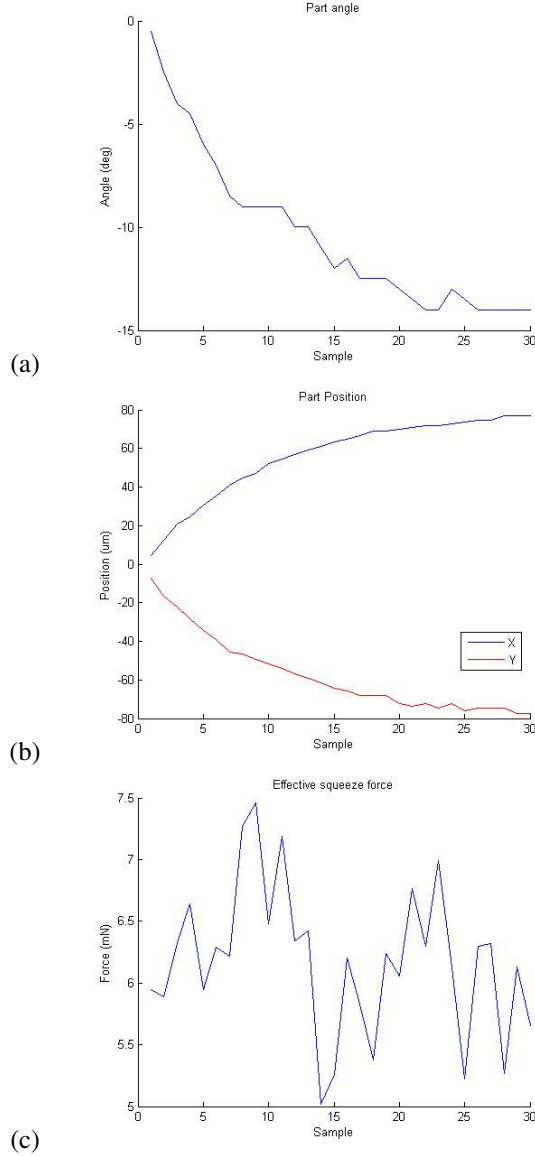 Part angle
0
-5
-10
-15
Angle (deg)
0 5 10 15 20 25 30
Sample
(a)
Part Position
80
60
40
20
0
-20
-40
-60
-80
Position (um)
X
Y
0 5 10 15 20 25 30
Sample
(b)
Effective squeeze force
7.5
7
6.5
6
5.5
5
Force (mN)
0 5 10 15 20 25 30
Sample
(c)